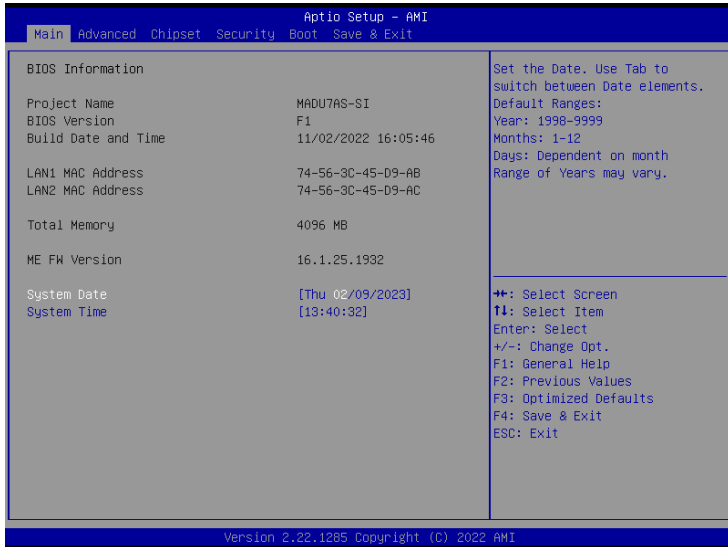 Aptio Setup - AMI
Main Advanced Chipset Security Boot Save & Exit
BIOS Information
Project Name MADU7AS-SI
BIOS Version F1
Build Date and Time 11/02/2022 16:05:46
LAN1 MAC Address 74-56-3C-45-D9-AB
LAN2 MAC Address 74-56-3C-45-D9-AC
Total Memory 4096 MB
ME FW Version 16.1.25.1932
System Date [Thu 02/09/2023]
System Time [13:40:32]
Set the Date. Use Tab to
switch between Date elements.
Default Ranges:
Year: 1998-9999
Months: 1-12
Days: Dependent on month
Range of Years may vary.
→←: Select Screen
↑↓: Select Item
Enter: Select
+/-: Change Opt.
F1: General Help
F2: Previous Values
F3: Optimized Defaults
F4: Save & Exit
ESC: Exit
Version 2.22.1285 Copyright (C) 2022 AMI